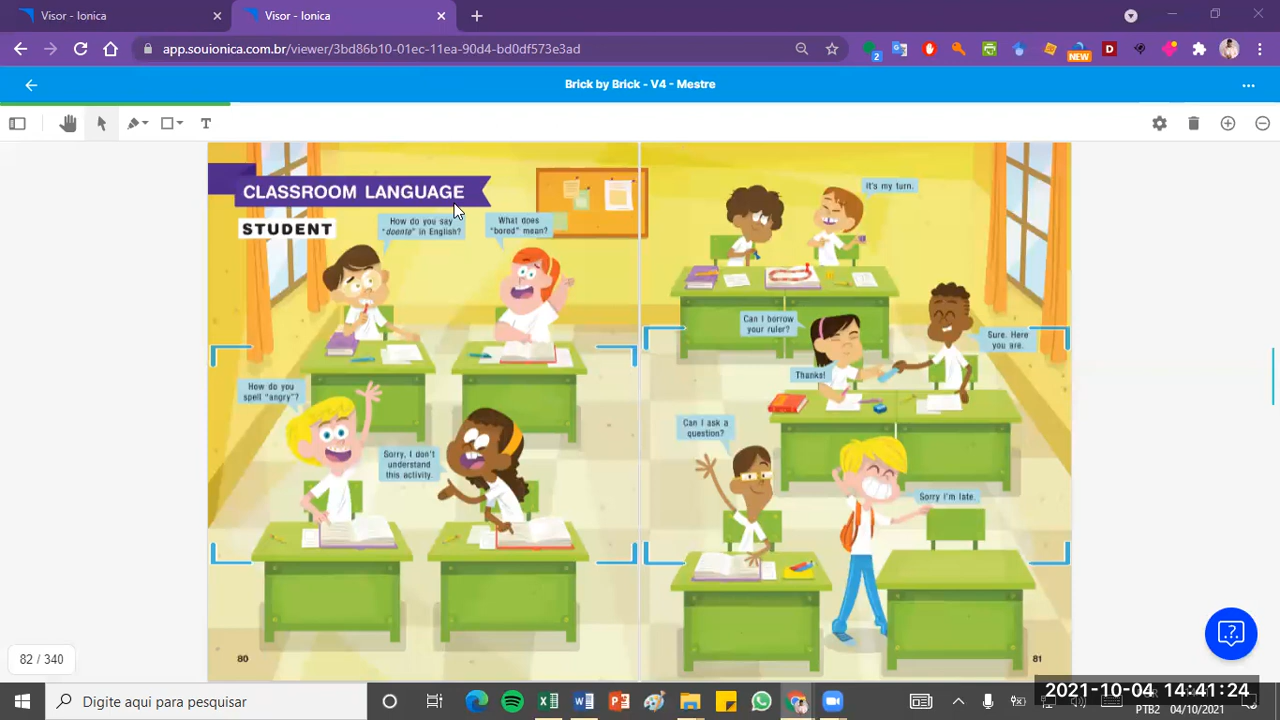 Visor - Ionica
Visor - Ionica
app.souionica.com.br/viewer/3bd86b10-01ec-11ea-90d4-bd0df573e3ad
2
D
NEW
Brick by Brick - V4 - Mestre
T
CLASSROOM LANGUAGE
STUDENT
How do you say
"doente" in English?
What does
"bored" mean?
How do you
spell "angry"?
Sorry, I don't
understand
this activity.
It's my turn.
Can I borrow
your ruler?
Sure. Here
you are.
Thanks!
Can I ask a
question?
Sorry I'm late.
80
81
82 / 340
Digite aqui para pesquisar
2021-10-04 14:41:24
PTB2
04/10/2021